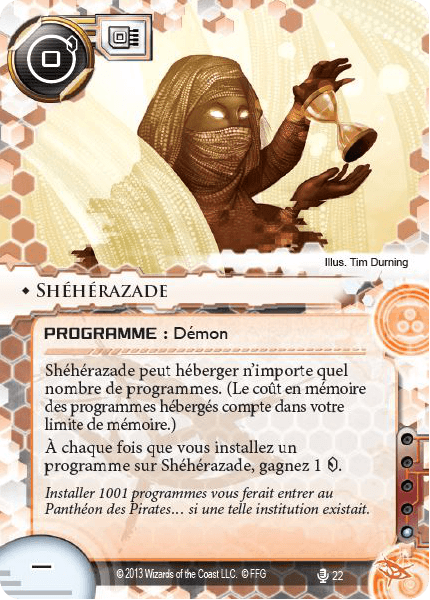 Illus. Tim Durning
◆ Shéhérazade
PROGRAMME : Démon
Shéhérazade peut héberger n’importe quel
nombre de programmes. (Le coût en mémoire
des programmes hébergés compte dans votre
limite de mémoire.)
À chaque fois que vous installez un
programme sur Shéhérazade, gagnez 1 .
Installer 1001 programmes vous ferait entrer au
Panthéon des Pirates... si une telle institution existait.
—
© 2013 Wizards of the Coast LLC. © FFG
22